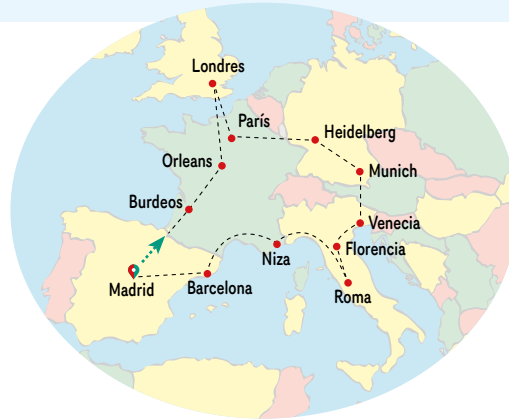 Londres
París
Heidelberg
Orleans
Munich
Burdeos
Venecia
Florencia
Niza
Madrid
Barcelona
Roma